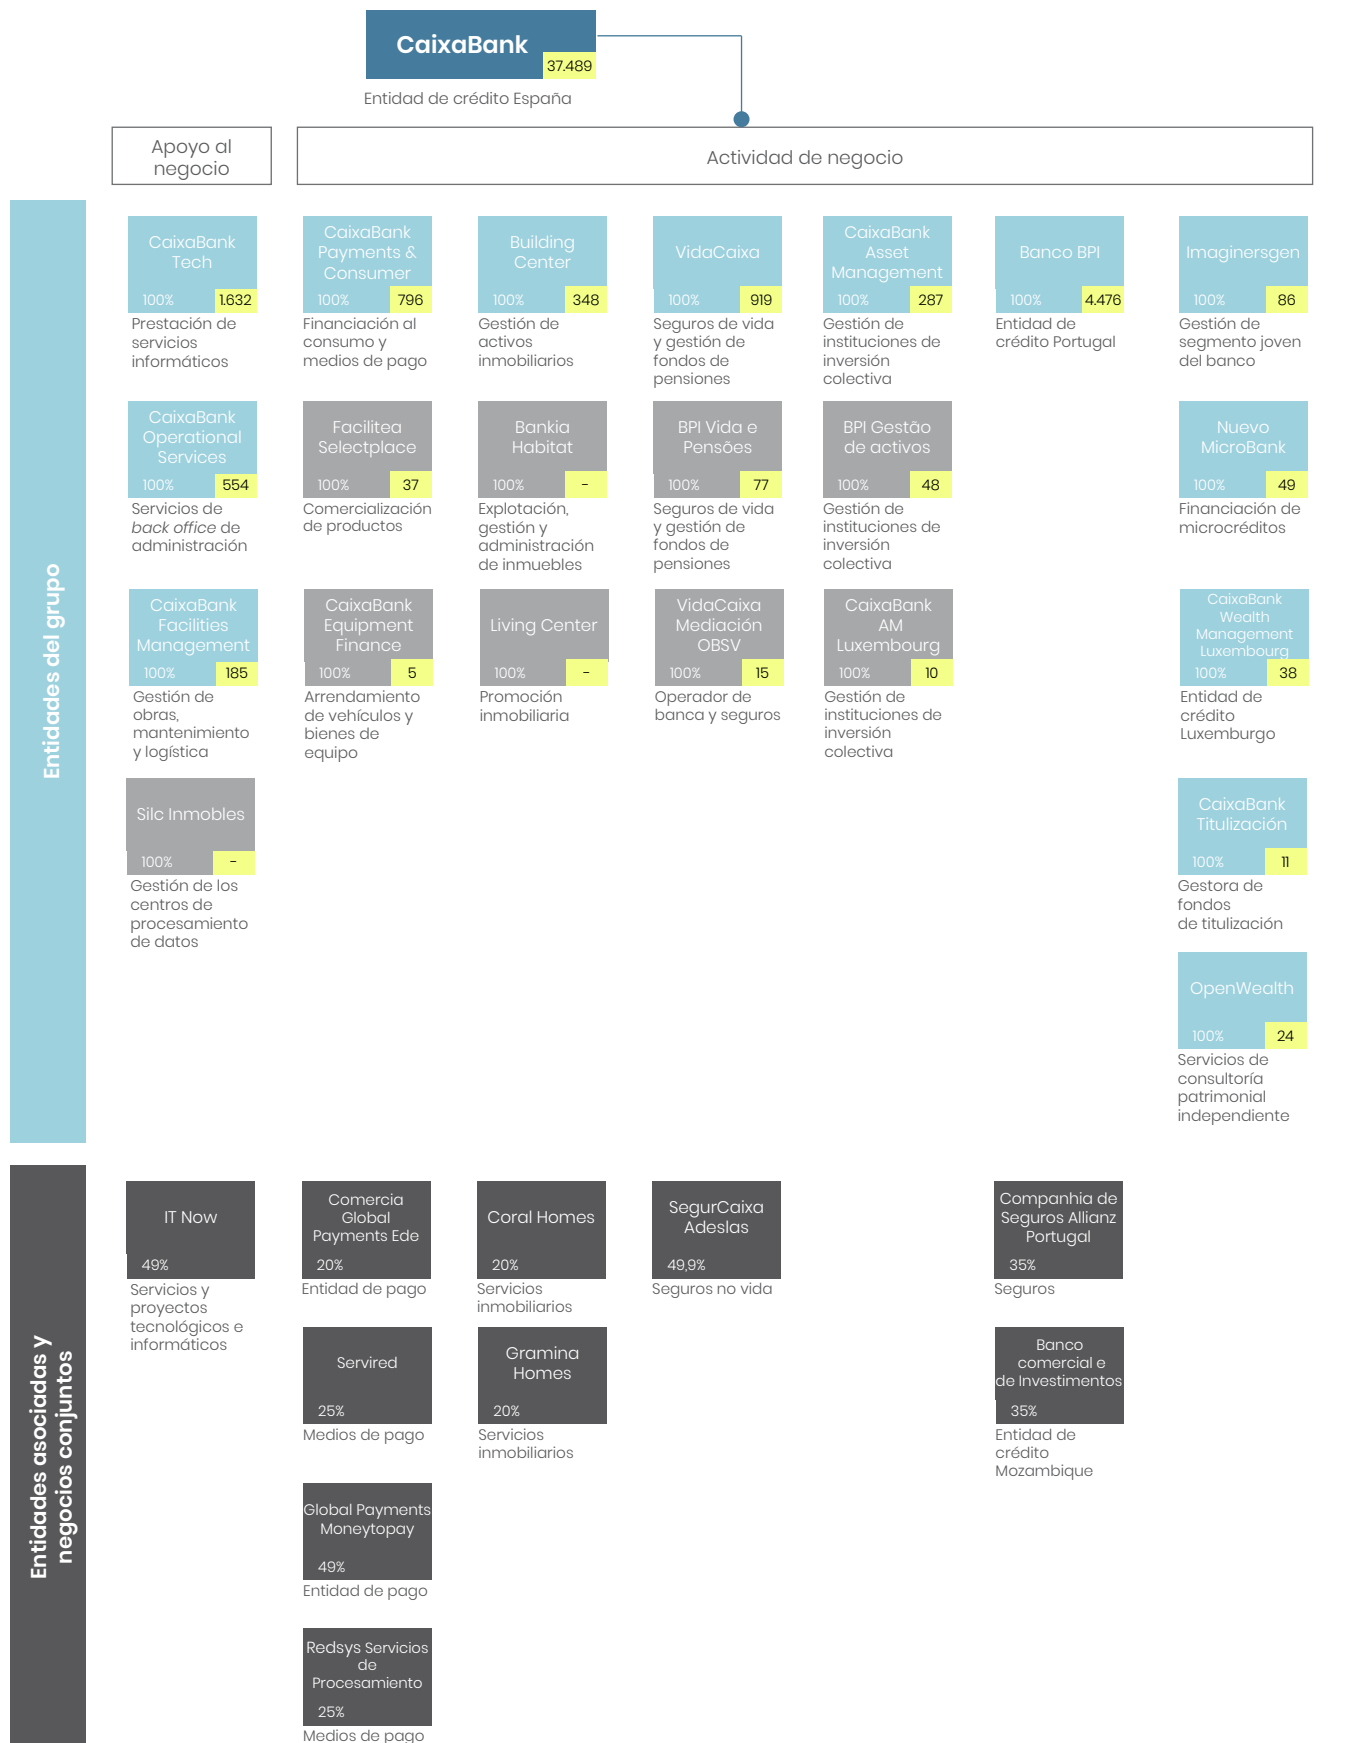 CaixaBank
37.489
Entidad de crédito España
Apoyo al
negocio
Actividad de negocio
Entidades del grupo
CaixaBank
Tech
100%
1.632
Prestación de
servicios
informáticos
CaixaBank
Payments &
Consumer
100%
796
Financiación al
consumo y
medios de pago
Building
Center
100%
348
Gestión de
activos
inmobiliarios
VidaCaixa
100%
919
Seguros de vida
y gestión de
fondos de
pensiones
CaixaBank
Asset
Management
100%
287
Gestión de
instituciones de
inversión
colectiva
Banco BPI
100%
4.476
Entidad de
crédito Portugal
Imaginersgen
100%
86
Gestión de
segmento joven
del banco
CaixaBank
Operational
Services
100%
554
Servicios de
back office de
administración
Facilitea
Selectplace
100%
37
Comercialización
de productos
Bankia
Habitat
100%
-
Explotación,
gestión y
administración
de inmuebles
BPI Vida e
Pensões
100%
77
Seguros de vida
y gestión de
fondos de
pensiones
BPI Gestão
de activos
100%
48
Gestión de
instituciones de
inversión
colectiva
Nuevo
MicroBank
100%
49
Financiación de
microcréditos
CaixaBank
Facilities
Management
100%
185
Gestión de
obras,
mantenimiento
y logística
CaixaBank
Equipment
Finance
100%
5
Arrendamiento
de vehículos y
bienes de
equipo
Living Center
100%
-
Promoción
inmobiliaria
VidaCaixa
Mediación
OBSV
100%
15
Operador de
banca y seguros
CaixaBank
AM
Luxembourg
100%
10
Gestión de
instituciones de
inversión
colectiva
CaixaBank
Wealth
Management
Luxembourg
100%
38
Entidad de
crédito
Luxemburgo
Silc Inmobles
100%
-
Gestión de los
centros de
procesamiento
de datos
CaixaBank
Titulización
100%
11
Gestora de
fondos
de titulización
OpenWealth
100%
24
Servicios de
consultoría
patrimonial
independiente
Entidades asociadas y
negocios conjuntos
IT Now
49%
Servicios y
proyectos
tecnológicos e
informáticos
Comercia
Global
Payments Ede
20%
Entidad de pago
Coral Homes
20%
Servicios
inmobiliarios
SegurCaixa
Adeslas
49,9%
Seguros no vida
Companhia de
Seguros Allianz
Portugal
35%
Seguros
Servired
25%
Medios de pago
Gramina
Homes
20%
Servicios
inmobiliarios
Banco
comercial e
de Investimentos
35%
Entidad de
crédito
Mozambique
Global Payments
Moneytopay
49%
Entidad de pago
Redsys Servicios
de
Procesamiento
25%
Medios de pago